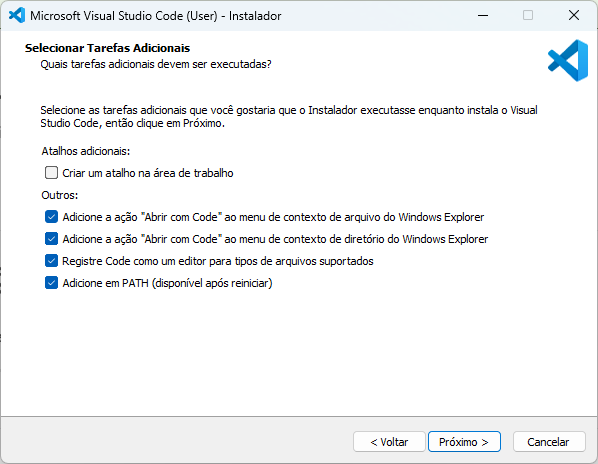 Microsoft Visual Studio Code (User) - Instalador
Selecionar Tarefas Adicionais
Quais tarefas adicionais devem ser executadas?
Selecione as tarefas adicionais que você gostaria que o Instalador executasse enquanto instala o Visual
Studio Code, então clique em Próximo.
Atalhos adicionais:
Criar um atalho na área de trabalho
Outros:
Adicione a ação "Abrir com Code" ao menu de contexto de arquivo do Windows Explorer
Adicione a ação "Abrir com Code" ao menu de contexto de diretório do Windows Explorer
Registre Code como um editor para tipos de arquivos suportados
Adicione em PATH (disponível após reiniciar)
< Voltar
Próximo >
Cancelar